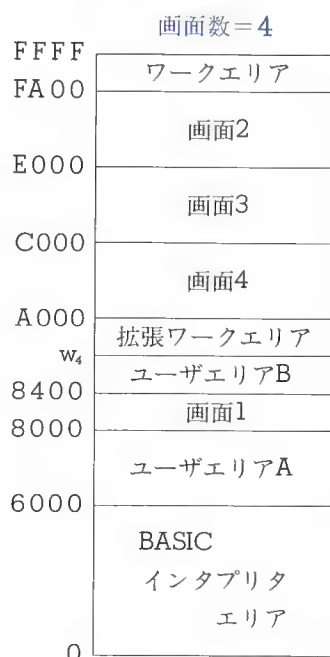 画面数=4
FFFF
ワークエリア
FA00
画面2
E000
画面3
C000
画面4
A000
拡張ワークエリア
W₄
ユーザエリアB
8400
画面1
8000
ユーザエリアA
6000
BASIC
インタプリタ
エリア
0